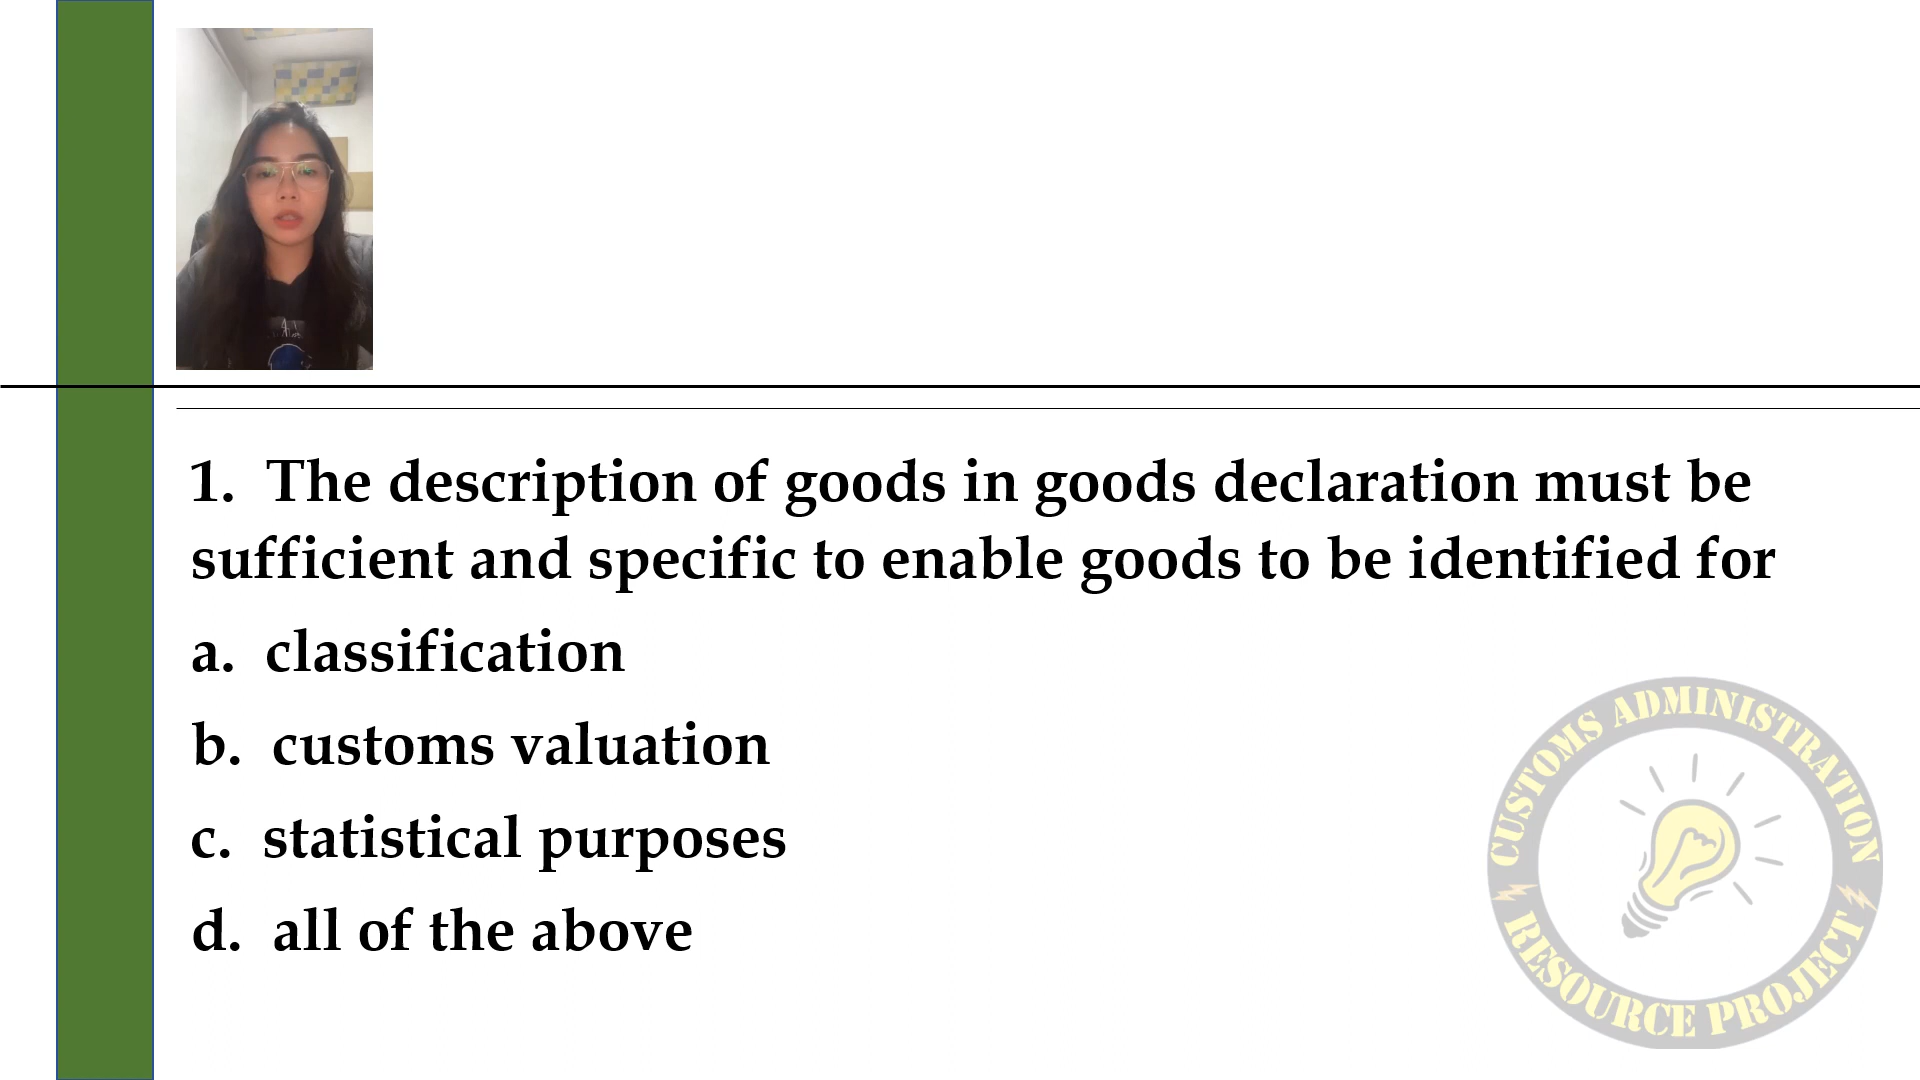 1. The description of goods in goods declaration must be
sufficient and specific to enable goods to be identified for
a. classification
b. customs valuation
c. statistical purposes
d. all of the above
CUSTOMS ADMINISTRATION
RESOURCE PROJECT